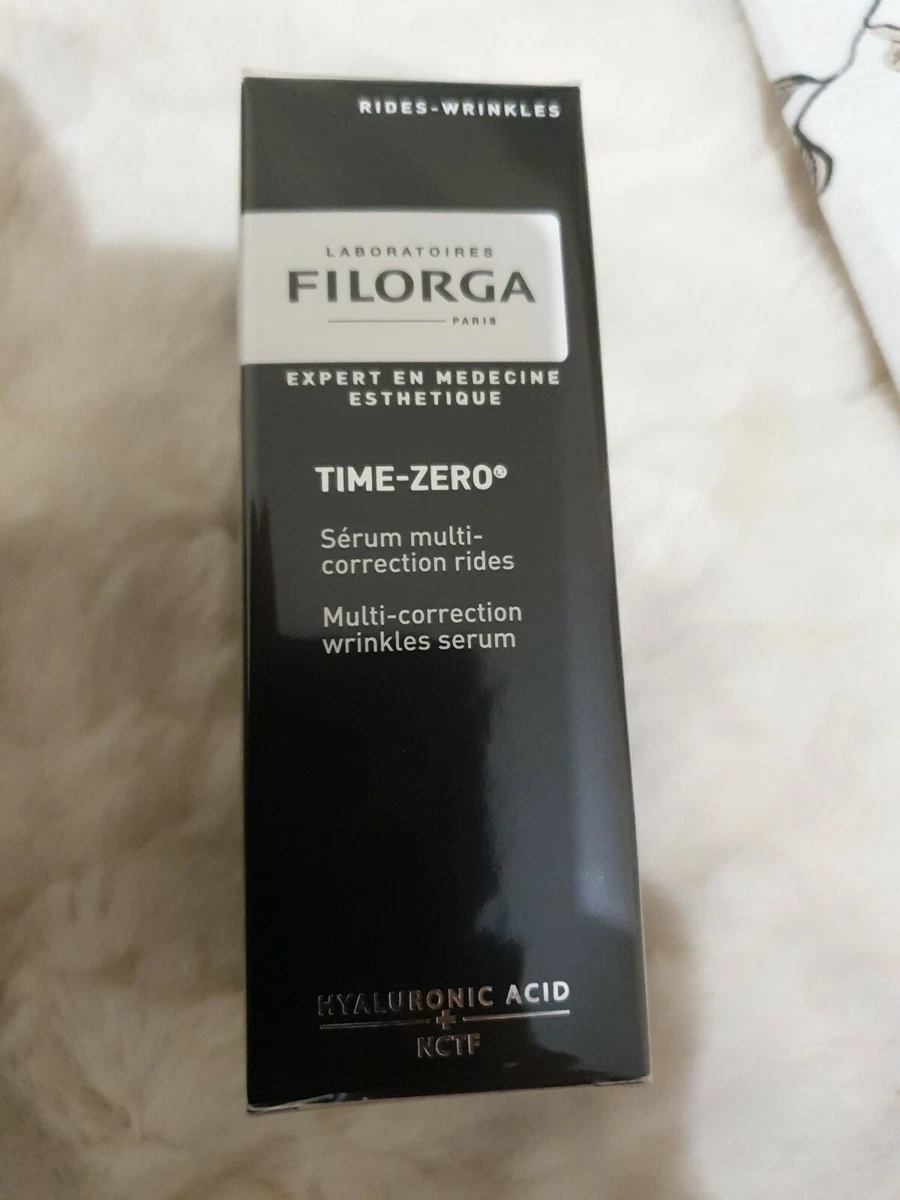 RIDES-WRINKLES
LABORATOIRES
FILORGA
PARIS
EXPERT EN MEDECINE
ESTHETIQUE
TIME-ZERO®
Sérum multi-
correction rides
Multi-correction
wrinkles serum
HYALURONIC ACID
+
NCTF